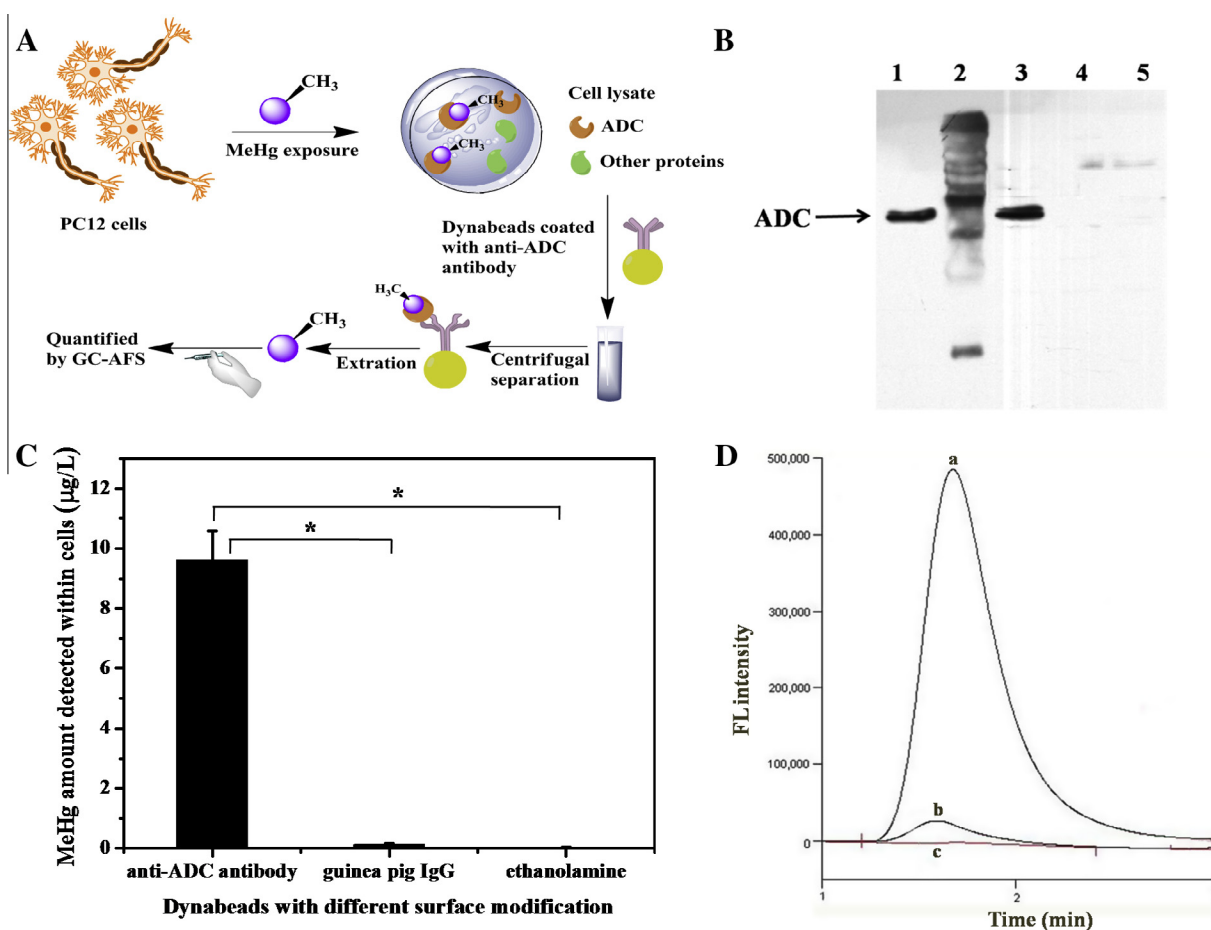 A
CH₃
MeHg exposure
PC12 cells
CH₃
CH₃
Cell lysate
ADC
Other proteins
Dynabeads coated
with anti-ADC
antibody
Centrifugal
separation
H₃C
Extration
CH₃
Quantified
by GC-AFS
B
1 2 3 4 5
ADC
C
MeHg amount detected within cells (μg/L)
12
10
8
6
4
2
0
*
*
anti-ADC antibody guinea pig IgG ethanolamine
Dynabeads with different surface modification
D
FL intensity
500,000
400,000
300,000
200,000
100,000
0
a
b
c
1 2
Time (min)